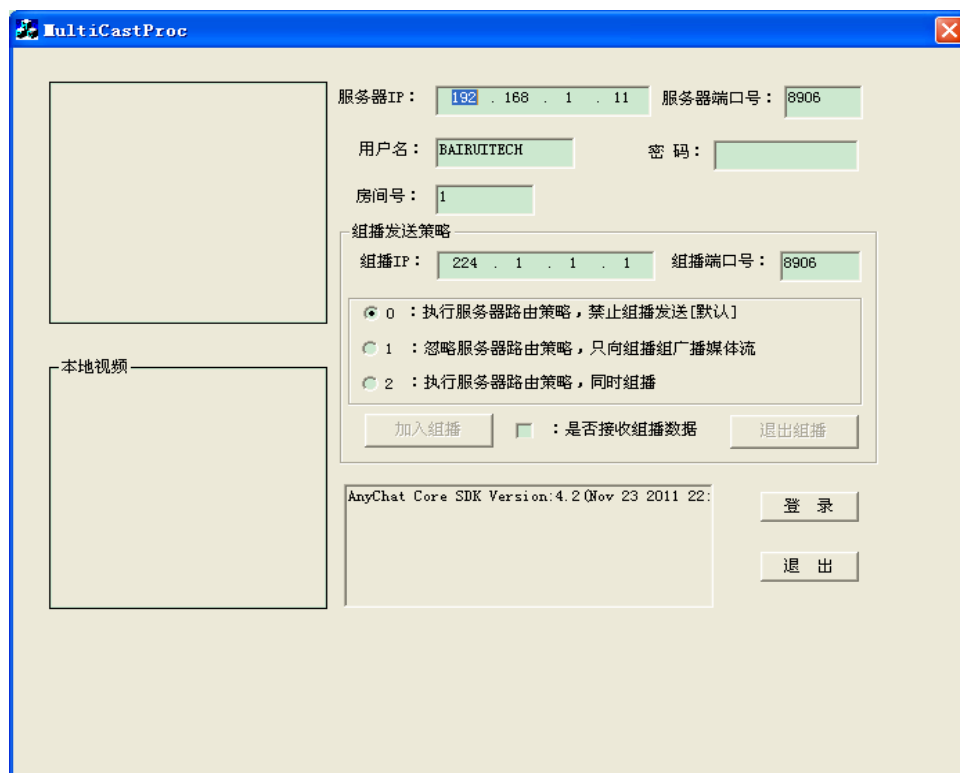 MultiCastProc
服务器IP： 192 . 168 . 1 . 11 服务器端口号： 8906
用户名： BAIRUITECH 密 码：
房间号： 1
组播发送策略
组播IP： 224 . 1 . 1 . 1 组播端口号： 8906
0 ：执行服务器路由策略，禁止组播发送[默认]
1 ：忽略服务器路由策略，只向组播组广播媒体流
2 ：执行服务器路由策略，同时组播
加入组播 ：是否接收组播数据 退出组播
本地视频
AnyChat Core SDK Version:4.2(Nov 23 2011 22:
登 录
退 出